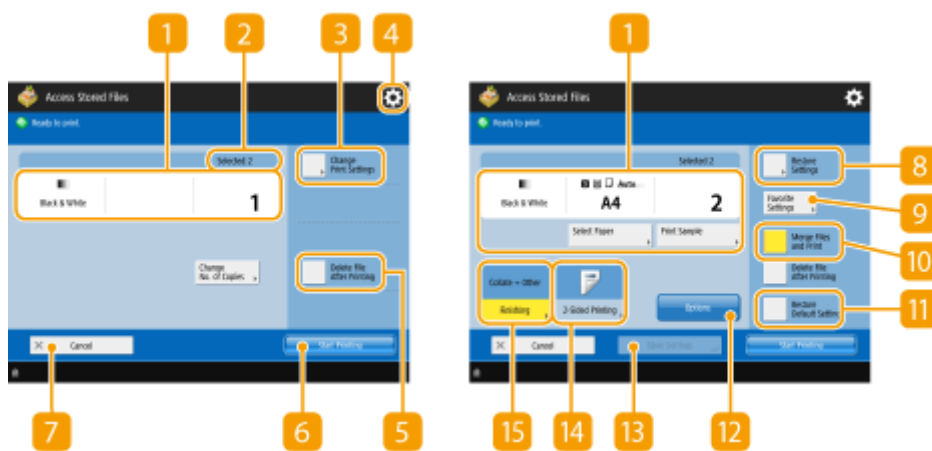 1
2
3
4
Access Stored Files
Ready to print.
Selected: 2
Black & White
1
Change
Print Settings
Change
No. of Copies
Delete File
After Printing
Cancel
Start Printing
7
6
5
1
Access Stored Files
Ready to print.
Selected: 2
Black & White
Auto...
A4
2
Select Paper
Print Sample
Restore
Settings
Favorite
Settings
Merge Files
and Print
Delete File
After Printing
Restore
Default Settin
Collate → Other
Finishing
2-Sided Printing
Options
Cancel
Start Printing
8
9
10
11
15
14
13
12